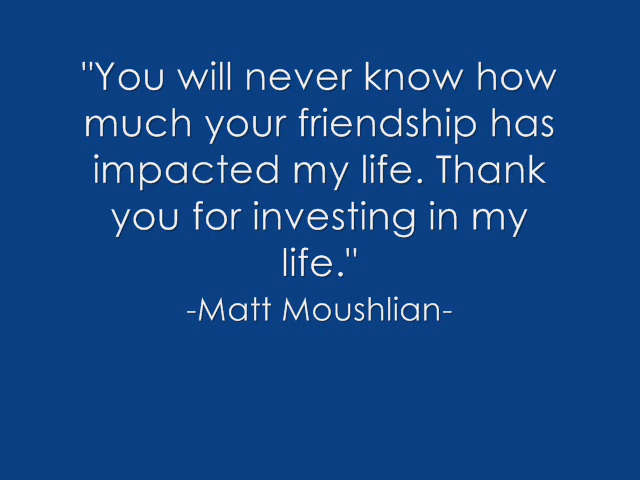 "You will never know how
much your friendship has
impacted my life. Thank
you for investing in my
life."
-Matt Moushlian-